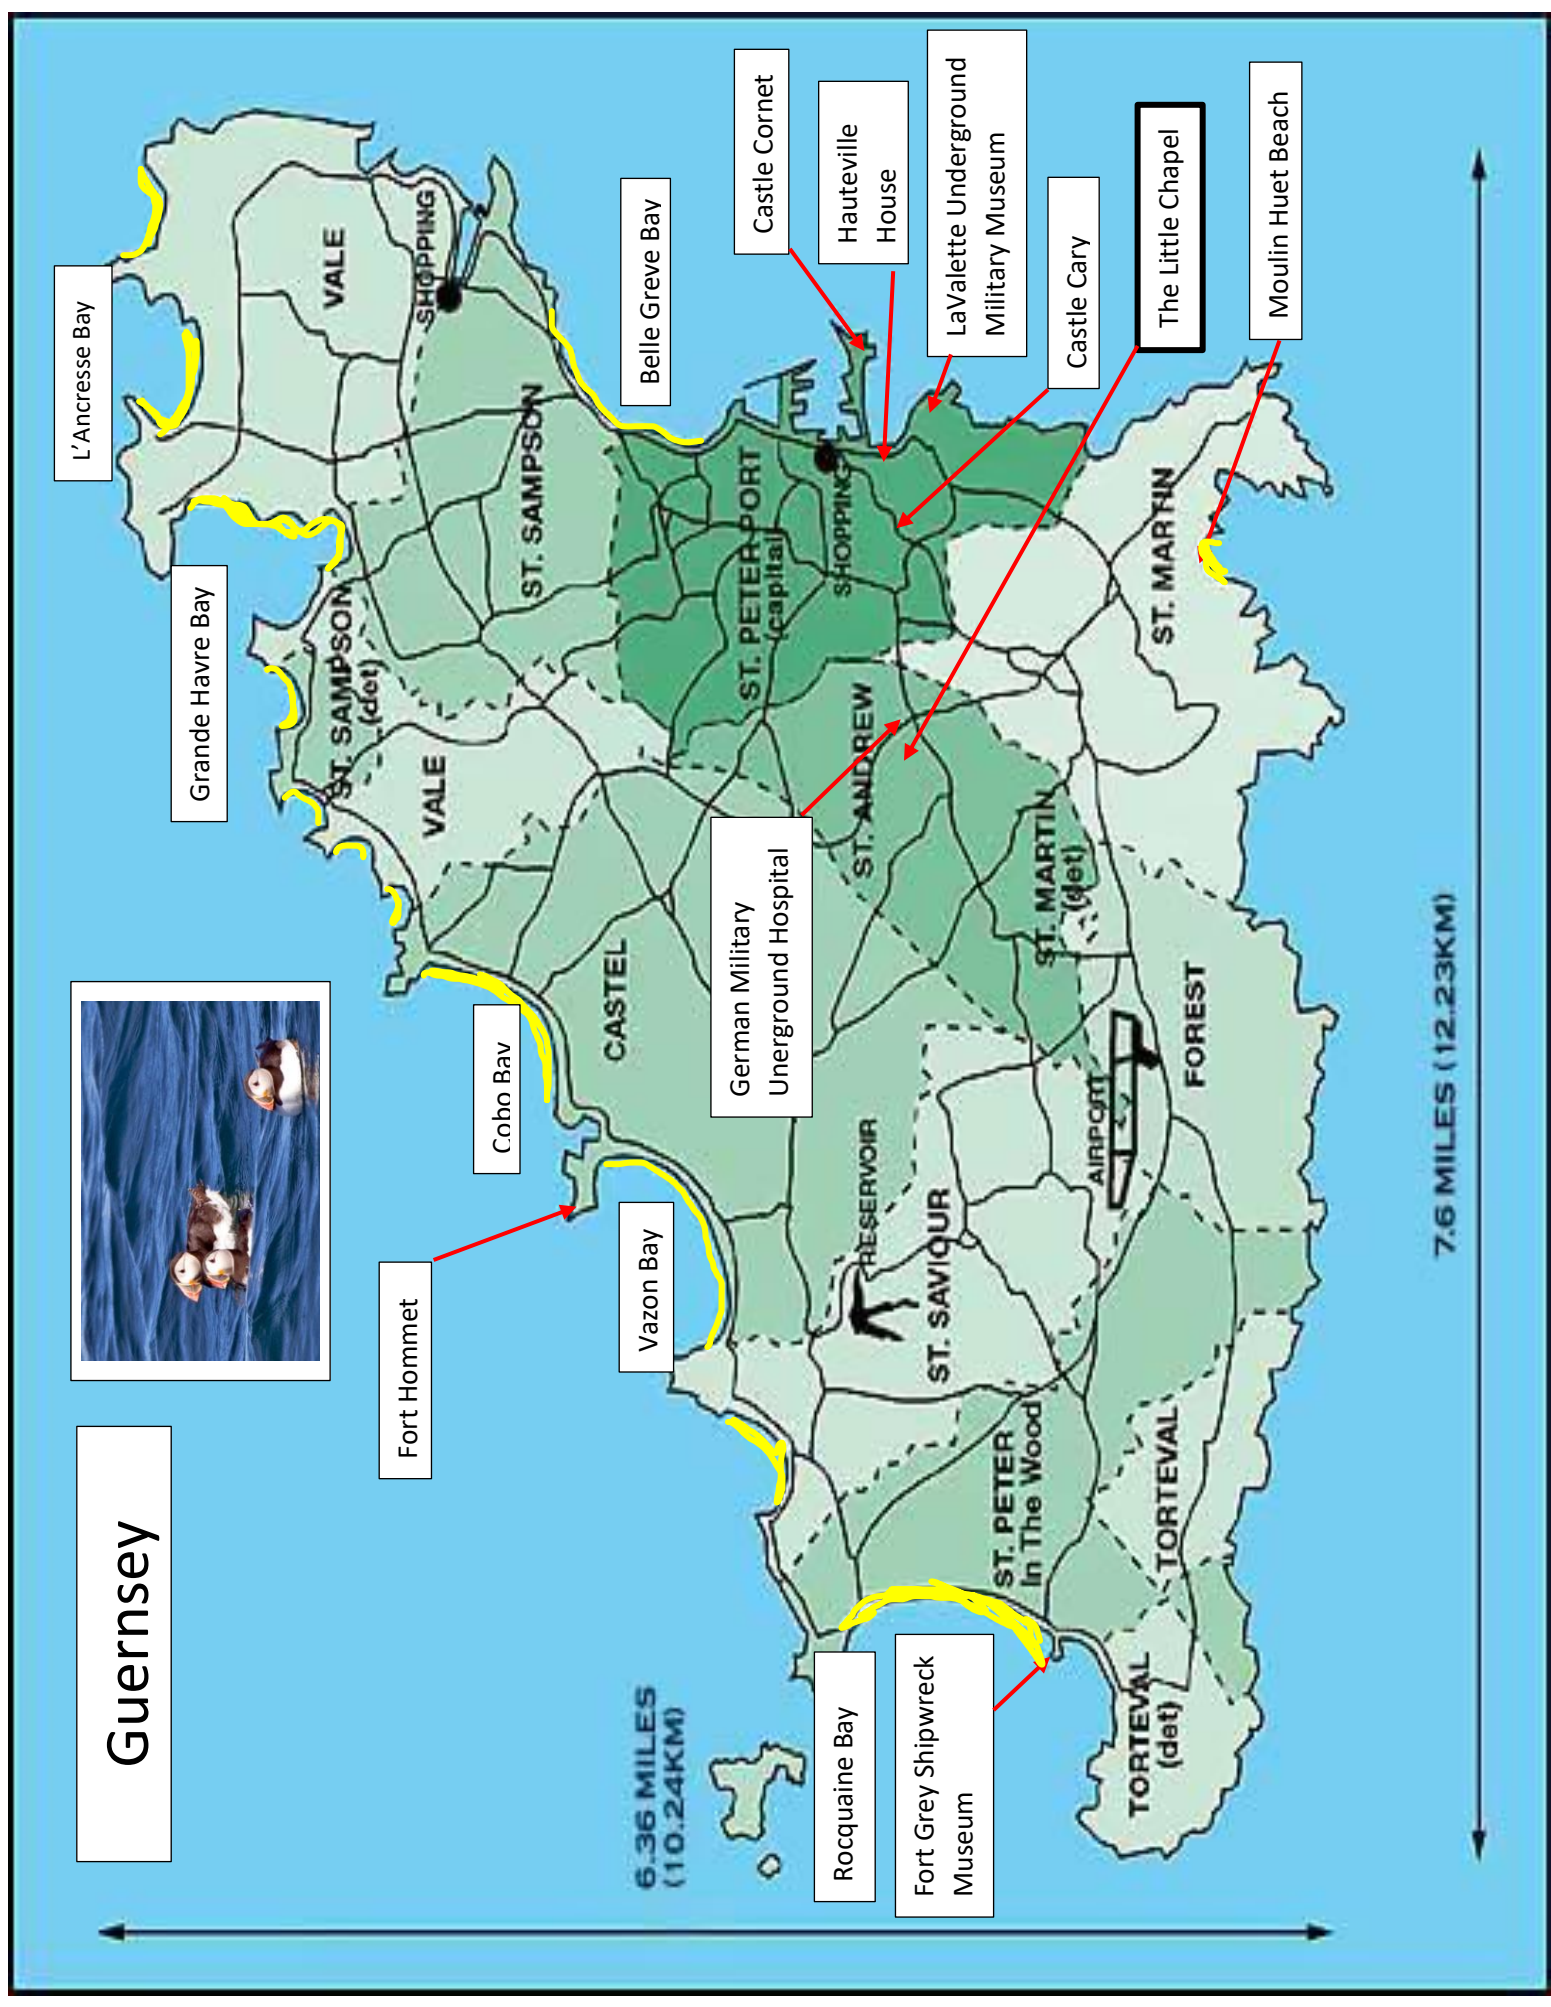 Guernsey
L'Ancresse Bay
Grande Havre Bay
Cobo Bay
Fort Hommet
Vazon Bay
Rocquaine Bay
Fort Grey Shipwreck
Museum
German Military
Unerground Hospital
Belle Greve Bay
Castle Cornet
Hauteville
House
LaValette Underground
Military Museum
Castle Cary
The Little Chapel
Moulin Huet Beach
VALE
SHOPPING
ST. SAMPSON
ST. SAMPSON
(det)
VALE
ST. PETER PORT
(capital)
SHOPPING
CASTEL
ST. ANDREW
ST. MARTIN
ST. MARTIN
(det)
FOREST
AIRPORT
RESERVOIR
ST. SAVIOUR
ST. PETER
In The Wood
TORTEVAL
TORTEVAL
(det)
6.36 MILES
(10.24KM)
7.6 MILES (12.23KM)